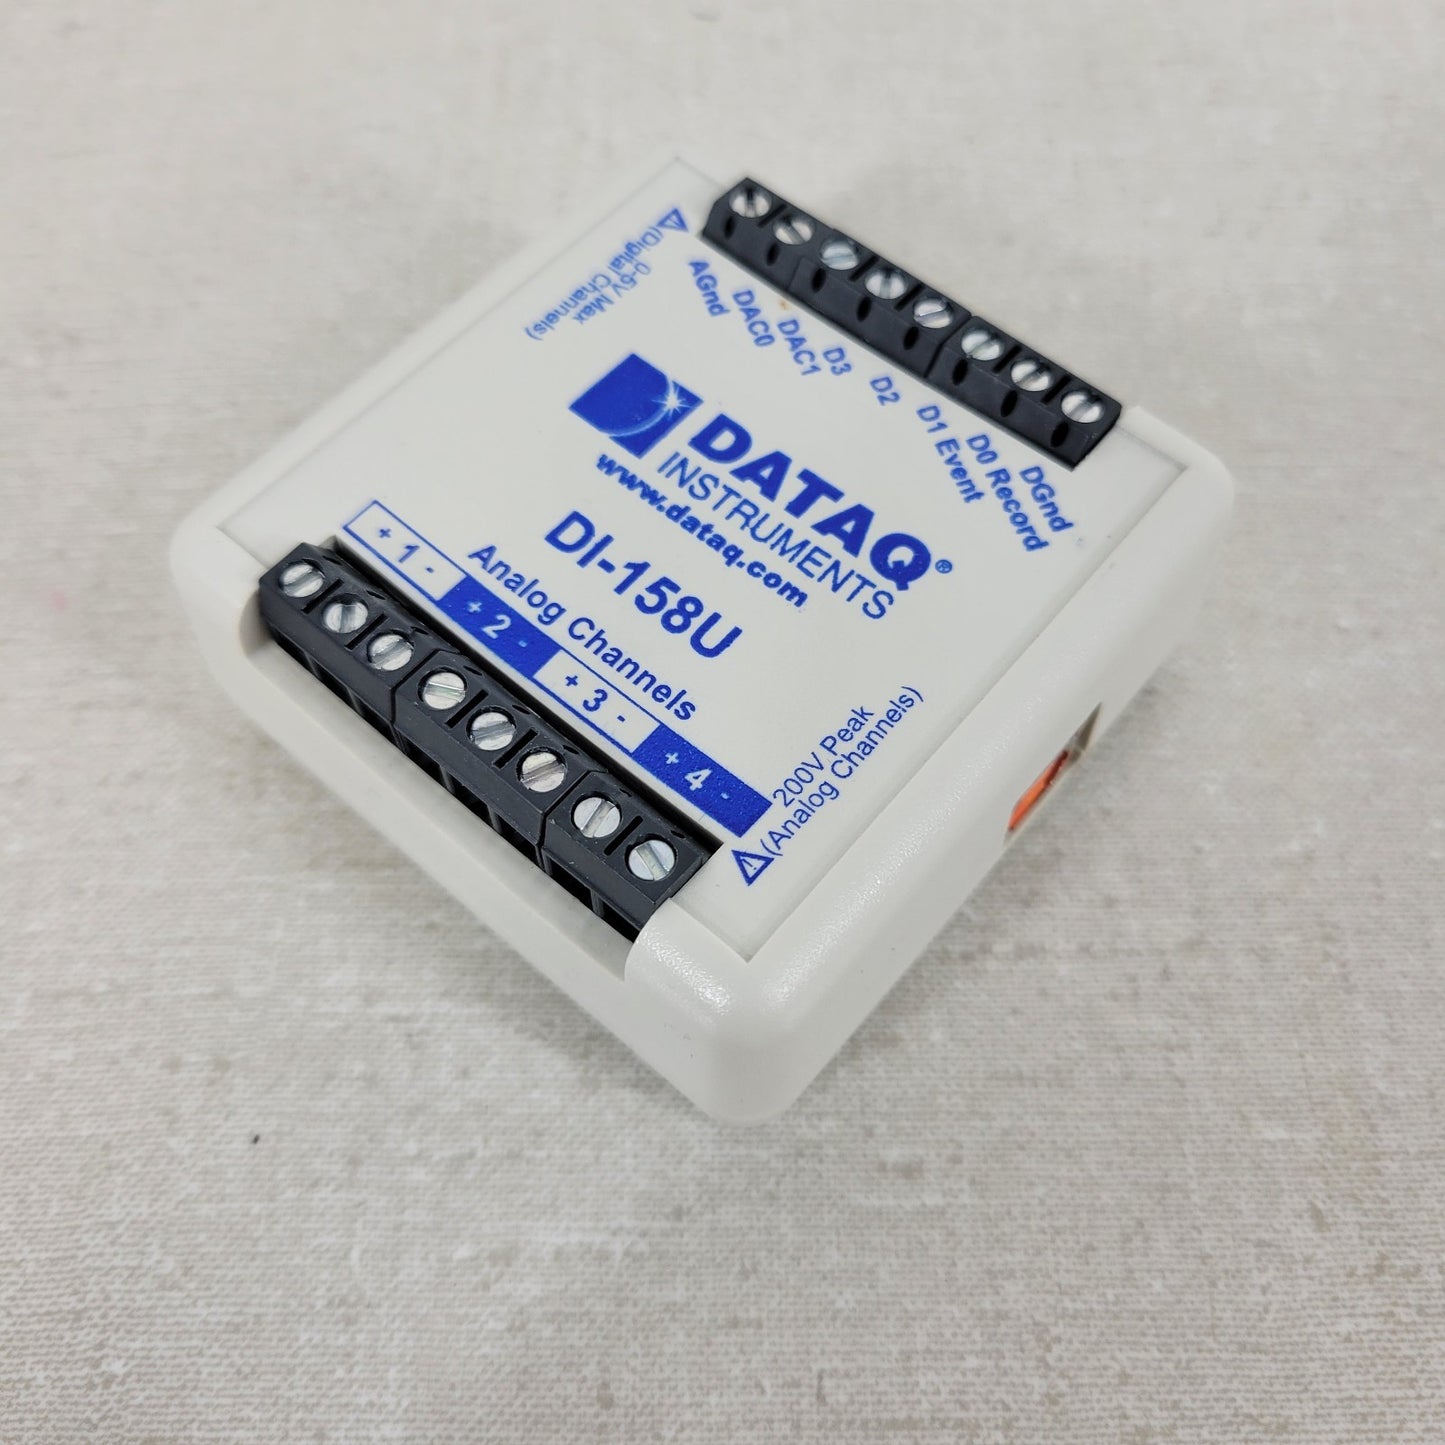 0-5V Max
(Digital Channels)
AGnd
DAC0
DAC1
D3
D2
D1 Event
D0 Record
DGnd
DATAQ®
INSTRUMENTS
www.dataq.com
DI-158U
Analog Channels
+ 1 -
+ 2 -
+ 3 -
+ 4 -
200V Peak
(Analog Channels)